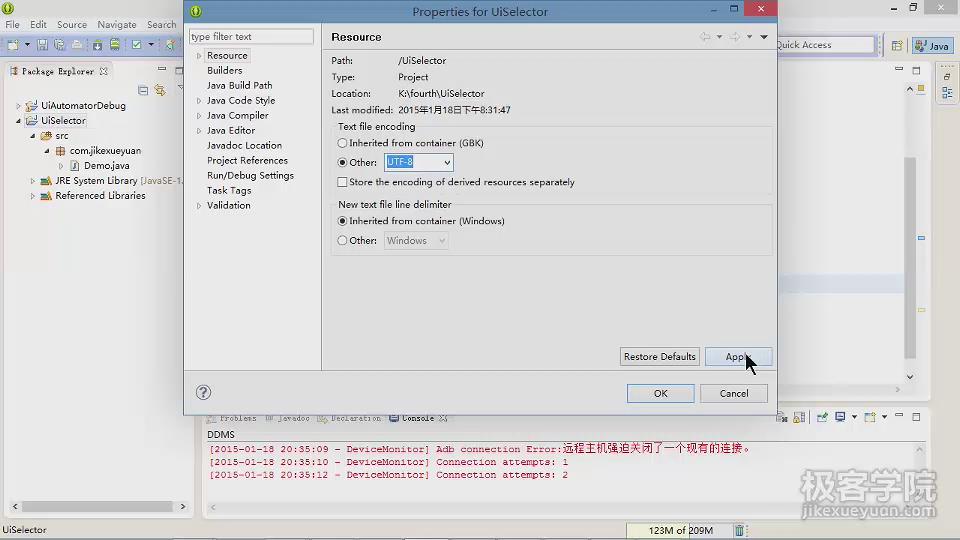 Properties for UiSelector
File Edit Source Navigate Search
Quick Access
Java
Package Explorer
UiAutomatorDebug
UiSelector
src
com.jikexueyuan
Demo.java
JRE System Library [JavaSE-1.
Referenced Libraries
type filter text
Resource
Builders
Java Build Path
Java Code Style
Java Compiler
Java Editor
Javadoc Location
Project References
Run/Debug Settings
Task Tags
Validation
Resource
Path: /UiSelector
Type: Project
Location: K:\fourth\UiSelector
Last modified: 2015年1月18日下午8:31:47
Text file encoding
Inherited from container (GBK)
Other: UTF-8
Store the encoding of derived resources separately
New text file line delimiter
Inherited from container (Windows)
Other: Windows
Restore Defaults Apply
OK Cancel
Problems Javadoc Declaration Console
DDMS
[2015-01-18 20:35:09 - DeviceMonitor] Adb connection Error:远程主机强迫关闭了一个现有的连接。
[2015-01-18 20:35:10 - DeviceMonitor] Connection attempts: 1
[2015-01-18 20:35:12 - DeviceMonitor] Connection attempts: 2
极客学院
jikexueyuan.com
UiSelector
123M of 209M